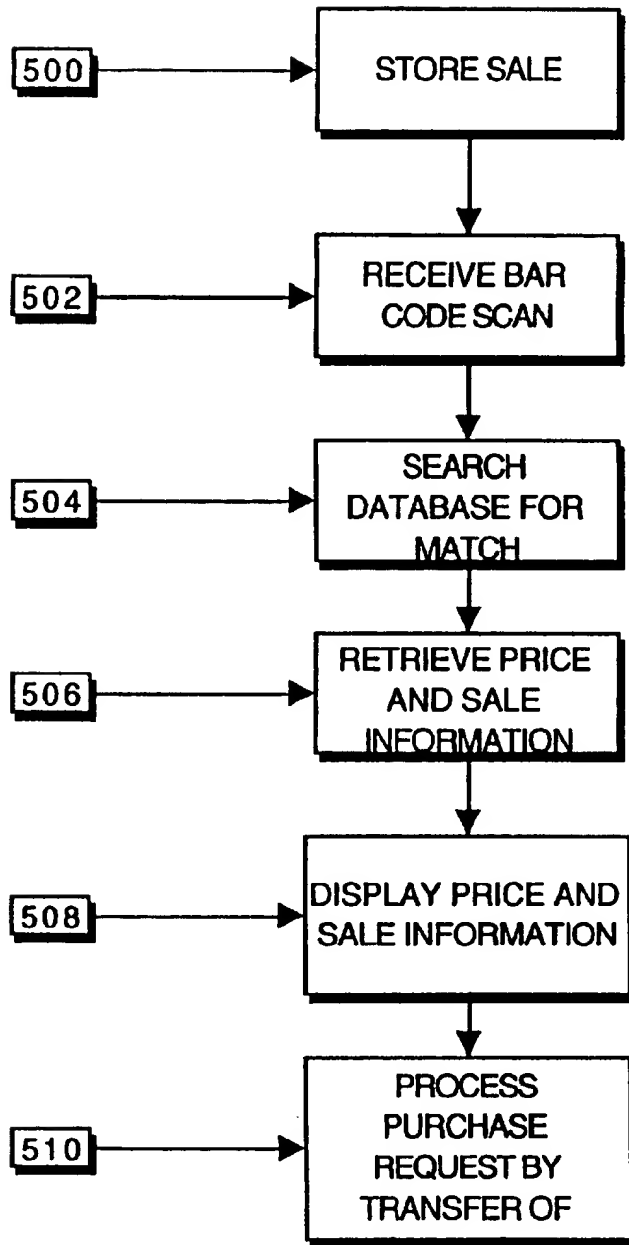 500
STORE SALE
502
RECEIVE BAR
CODE SCAN
504
SEARCH
DATABASE FOR
MATCH
506
RETRIEVE PRICE
AND SALE
INFORMATION
508
DISPLAY PRICE AND
SALE INFORMATION
510
PROCESS
PURCHASE
REQUEST BY
TRANSFER OF